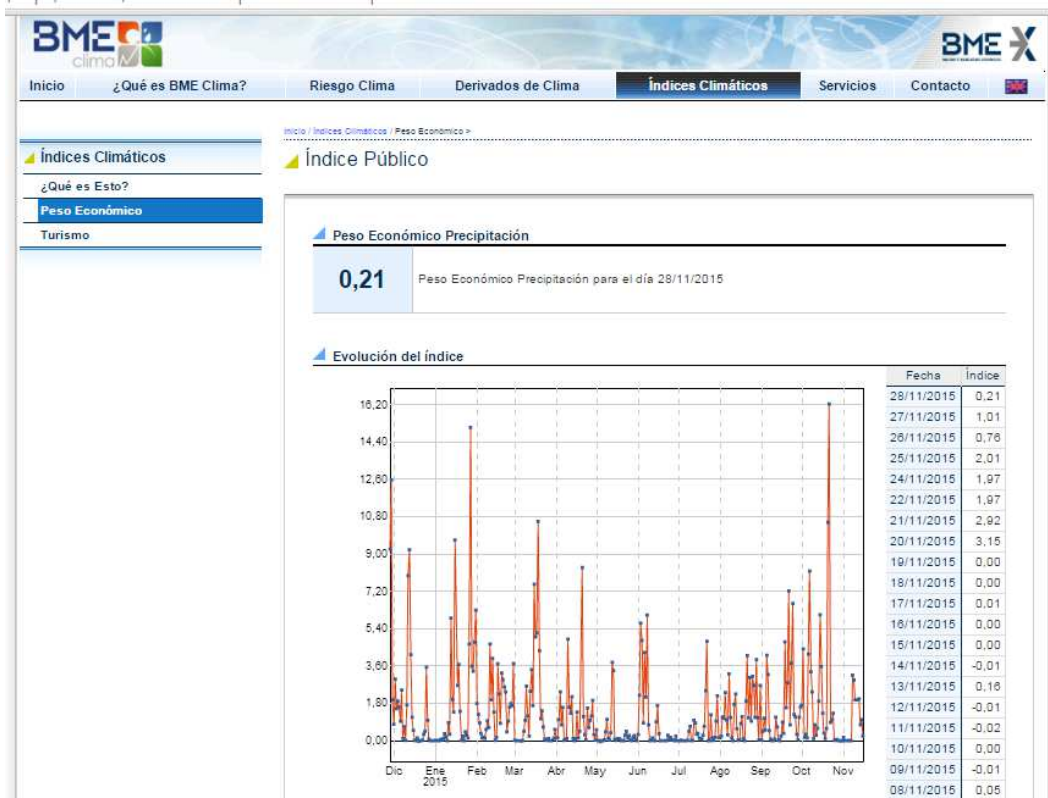 BME
clima
BME X
Inicio ¿Qué es BME Clima? Riesgo Clima Derivados de Clima Índices Climáticos Servicios Contacto
Inicio / Índices Climáticos / Peso Económico >
Índices Climáticos
¿Qué es Esto?
Peso Económico
Turismo
Índice Público
Peso Económico Precipitación
0,21 Peso Económico Precipitación para el día 28/11/2015
Evolución del índice
16,20
14,40
12,60
10,80
9,00
7,20
5,40
3,60
1,80
0,00
Dic Ene Feb Mar Abr May Jun Jul Ago Sep Oct Nov
2015
Fecha Índice
28/11/2015 0,21
27/11/2015 1,01
26/11/2015 0,76
25/11/2015 2,01
24/11/2015 1,97
22/11/2015 1,97
21/11/2015 2,92
20/11/2015 3,15
19/11/2015 0,00
18/11/2015 0,00
17/11/2015 0,01
16/11/2015 0,00
15/11/2015 0,00
14/11/2015 -0,01
13/11/2015 0,16
12/11/2015 -0,01
11/11/2015 -0,02
10/11/2015 0,00
09/11/2015 -0,01
08/11/2015 0,05